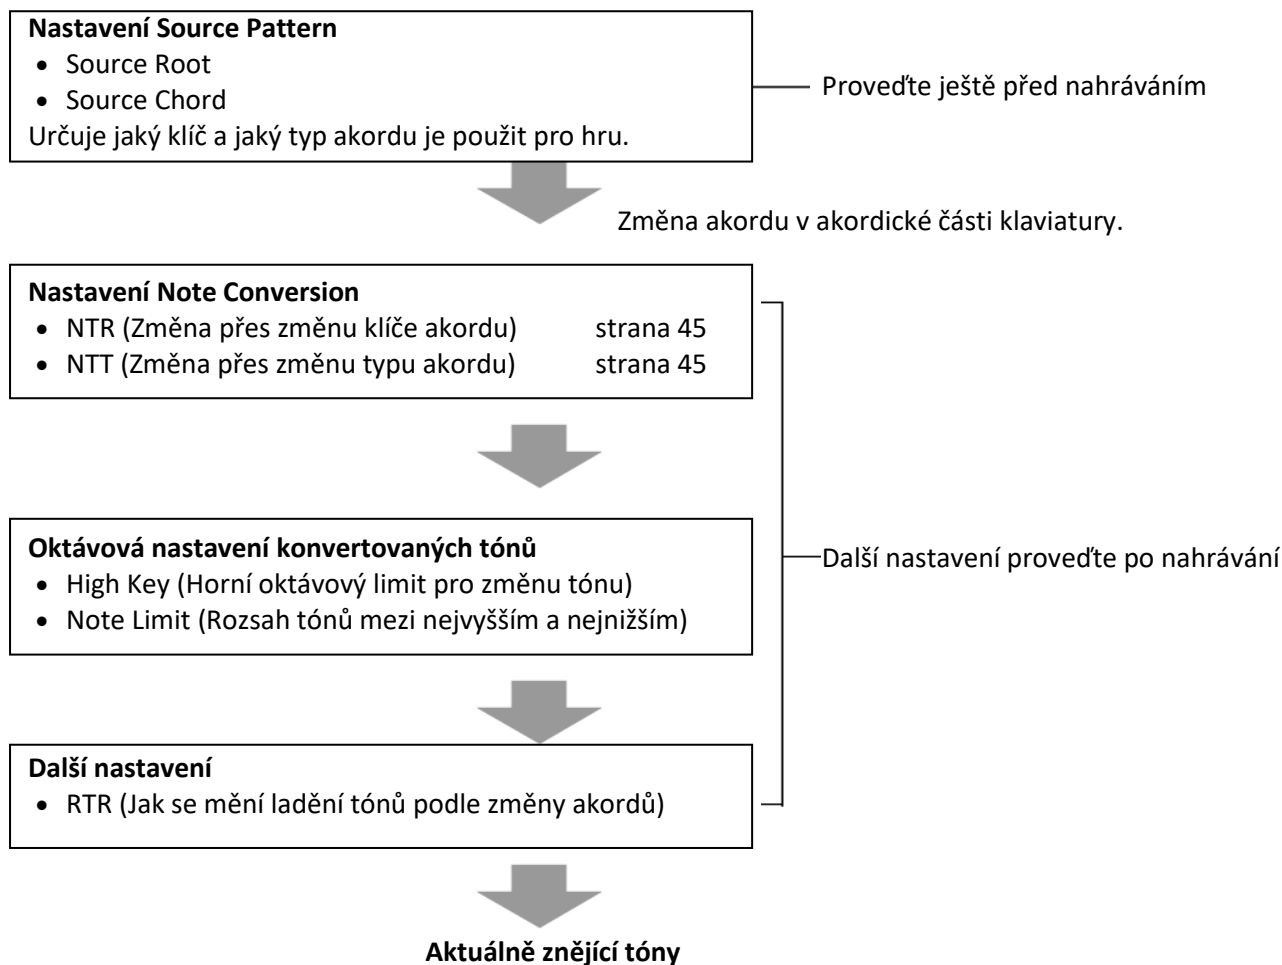 Nastavení Source Pattern
• Source Root
• Source Chord
Určuje jaký klíč a jaký typ akordu je použit pro hru.
Proveďte ještě před nahráváním
Změna akordu v akordické části klaviatury.
Nastavení Note Conversion
• NTR (Změna přes změnu klíče akordu) strana 45
• NTT (Změna přes změnu typu akordu) strana 45
Oktávová nastavení konvertovaných tónů
• High Key (Horní oktávový limit pro změnu tónu)
• Note Limit (Rozsah tónů mezi nejvyšším a nejnižším)
Další nastavení proveďte po nahrávání
Další nastavení
• RTR (Jak se mění ladění tónů podle změny akordů)
Aktuálně znějící tóny